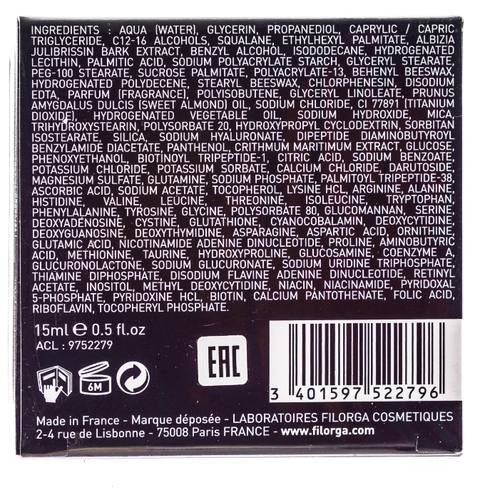 INGREDIENTS : AQUA (WATER), GLYCERIN, PROPANEDIOL, CAPRYLIC / CAPRIC
TRIGLYCERIDE, C12-16 ALCOHOLS, SQUALANE, ETHYLHEXYL PALMITATE, ALBIZIA
JULIBRISSIN BARK EXTRACT, BENZYL ALCOHOL, ISODODECANE, HYDROGENATED
LECITHIN, PALMITIC ACID, SODIUM POLYACRYLATE STARCH, GLYCERYL STEARATE,
PEG-100 STEARATE, SUCROSE PALMITATE, POLYACRYLATE-13, BEHENYL BEESWAX,
HYDROGENATED POLYDECENE, STEARYL BEESWAX, CHLORPHENESIN, DISODIUM
EDTA, PARFUM (FRAGRANCE), POLYISOBUTENE, GLYCERYL LINOLEATE, PRUNUS
AMYGDALUS DULCIS (SWEET ALMOND) OIL, SODIUM CHLORIDE, CI 77891 (TITANIUM
DIOXIDE), HYDROGENATED VEGETABLE OIL, SODIUM HYDROXIDE, MICA,
TRIHYDROXYSTEARIN, POLYSORBATE 20, HYDROXYPROPYL CYCLODEXTRIN, SORBITAN
ISOSTEARATE, SILICA, SODIUM HYALURONATE, DIPEPTIDE DIAMINOBUTYROYL
BENZYLAMIDE DIACETATE, PANTHENOL, CRITHMUM MARITIMUM EXTRACT, GLUCOSE,
PHENOXYETHANOL, BIOTINOYL TRIPEPTIDE-1, CITRIC ACID, SODIUM BENZOATE,
POTASSIUM CHLORIDE, POTASSIUM SORBATE, CALCIUM CHLORIDE, DARUTOSIDE,
MAGNESIUM SULFATE, GLUTAMINE, SODIUM PHOSPHATE, PALMITOYL TRIPEPTIDE-38,
ASCORBIC ACID, SODIUM ACETATE, TOCOPHEROL, LYSINE HCL, ARGININE, ALANINE,
HISTIDINE, VALINE, LEUCINE, THREONINE, ISOLEUCINE, TRYPTOPHAN,
PHENYLALANINE, TYROSINE, GLYCINE, POLYSORBATE 80, GLUCOMANNAN, SERINE,
DEOXYADENOSINE, CYSTINE, GLUTATHIONE, CYANOCOBALAMIN, DEOXYCYTIDINE,
DEOXYGUANOSINE, DEOXYTHYMIDINE, ASPARAGINE, ASPARTIC ACID, ORNITHINE,
GLUTAMIC ACID, NICOTINAMIDE ADENINE DINUCLEOTIDE, PROLINE, AMINOBUTYRIC
ACID, METHIONINE, TAURINE, HYDROXYPROLINE, GLUCOSAMINE, COENZYME A,
GLUCURONOLACTONE, SODIUM GLUCURONATE, SODIUM URIDINE TRIPHOSPHATE,
THIAMINE DIPHOSPHATE, DISODIUM FLAVINE ADENINE DINUCLEOTIDE, RETINYL
ACETATE, INOSITOL, METHYL DEOXYCYTIDINE, NIACIN, NIACINAMIDE, PYRIDOXAL
5-PHOSPHATE, PYRIDOXINE HCL, BIOTIN, CALCIUM PANTOTHENATE, FOLIC ACID,
RIBOFLAVIN, TOCOPHERYL PHOSPHATE.
15ml ℮ 0.5 fl.oz
ACL : 9752279
6M
EAC
3 401597 522796
Made in France - Marque déposée - LABORATOIRES FILORGA COSMETIQUES
2-4 rue de Lisbonne - 75008 Paris FRANCE - www.filorga.com